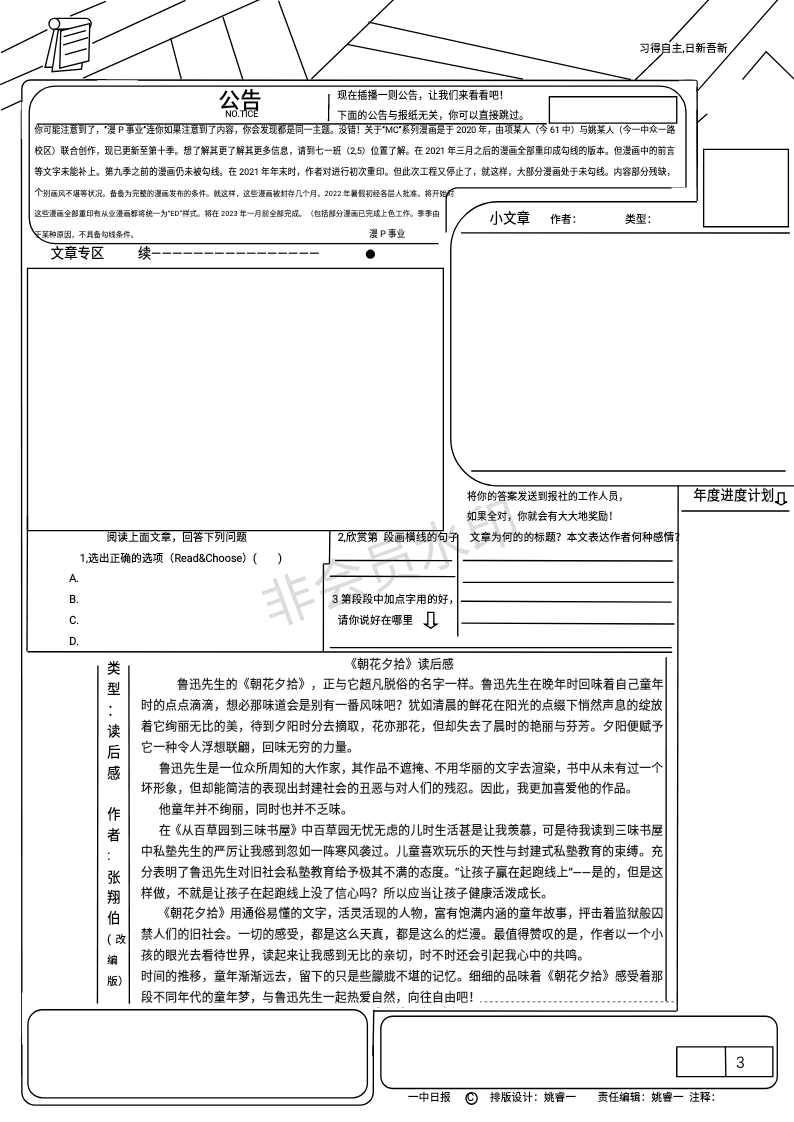 习得自主,日新吾新
公告
NO.TICE
现在插播一则公告，让我们来看看吧！
下面的公告与报纸无关，你可以直接跳过。
你可能注意到了，“漫 P 事业”连你如果注意到了内容，你会发现都是同一主题。没错！关于“MC”系列漫画是于 2020 年，由项某人（今 61 中）与姚某人（今一中众一路
校区）联合创作，现已更新至第十季。想了解其更了解其更多信息，请到七一班（2,5）位置了解。在 2021 年三月之后的漫画全部重印成勾线的版本。但漫画中的前言
等文字未能补上。第九季之前的漫画仍未被勾线。在 2021 年年末时，作者对进行初次重印。但此次工程又停止了，就这样，大部分漫画处于未勾线。内容部分残缺，
个别画风不堪等状况。备备为完整的漫画发布的条件。就这样，这些漫画被封存几个月。2022 年暑假初经各层人批准。将开始对
这些漫画全部重印有从业漫画都将统一为“ED”样式。将在 2023 年一月前全部完成。（包括部分漫画已完成上色工作。季季由
于某种原因，不具备勾线条件。
漫 P 事业
小文章 作者： 类型：
文章专区 续————————————————
将你的答案发送到报社的工作人员，
如果全对，你就会有大大地奖励！
年度进度计划
阅读上面文章，回答下列问题
1,选出正确的选项（Read&Choose）( )
A.
B.
C.
D.
2,欣赏第 段画横线的句子
3 第段段中加点字用的好，
请你说好在哪里
文章为何的的标题？本文表达作者何种感情？
非会员水印
类型：读后感 作者：张翔伯(改编版）
《朝花夕拾》读后感
鲁迅先生的《朝花夕拾》，正与它超凡脱俗的名字一样。鲁迅先生在晚年时回味着自己童年
时的点点滴滴，想必那味道会是别有一番风味吧？犹如清晨的鲜花在阳光的点缀下悄然声息的绽放
着它绚丽无比的美，待到夕阳时分去摘取，花亦那花，但却失去了晨时的艳丽与芬芳。夕阳便赋予
它一种令人浮想联翩，回味无穷的力量。
鲁迅先生是一位众所周知的大作家，其作品不遮掩、不用华丽的文字去渲染，书中从未有过一个
坏形象，但却能简洁的表现出封建社会的丑恶与对人们的残忍。因此，我更加喜爱他的作品。
他童年并不绚丽，同时也并不乏味。
在《从百草园到三味书屋》中百草园无忧无虑的儿时生活甚是让我羡慕，可是待我读到三味书屋
中私塾先生的严厉让我感到忽如一阵寒风袭过。儿童喜欢玩乐的天性与封建式私塾教育的束缚。充
分表明了鲁迅先生对旧社会私塾教育给予极其不满的态度。“让孩子赢在起跑线上”——是的，但是这
样做，不就是让孩子在起跑线上没了信心吗？所以应当让孩子健康活泼成长。
《朝花夕拾》用通俗易懂的文字，活灵活现的人物，富有饱满内涵的童年故事，抨击着监狱般囚
禁人们的旧社会。一切的感受，都是这么天真，都是这么的烂漫。最值得赞叹的是，作者以一个小
孩的眼光去看待世界，读起来让我感到无比的亲切，时不时还会引起我心中的共鸣。
时间的推移，童年渐渐远去，留下的只是些朦胧不堪的记忆。细细的品味着《朝花夕拾》感受着那
段不同年代的童年梦，与鲁迅先生一起热爱自然，向往自由吧！
3
一中日报 © 排版设计：姚睿一 责任编辑：姚睿一 注释：